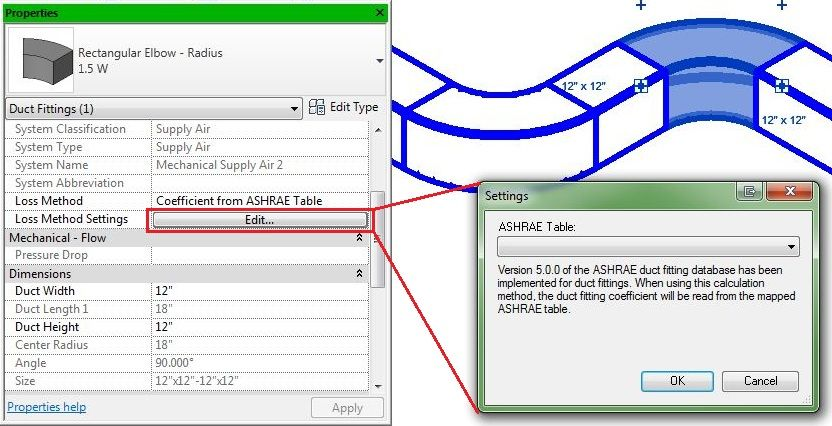 Properties
Rectangular Elbow - Radius
1.5 W
Duct Fittings (1)
Edit Type
System Classification Supply Air
System Type Supply Air
System Name Mechanical Supply Air 2
System Abbreviation
Loss Method Coefficient from ASHRAE Table
Loss Method Settings Edit...
Mechanical - Flow
Pressure Drop
Dimensions
Duct Width 12"
Duct Length 1 18"
Duct Height 12"
Center Radius 18"
Angle 90.000°
Size 12"x12"-12"x12"
Properties help
Apply
12" x 12"
12" x 12"
Settings
ASHRAE Table:
Version 5.0.0 of the ASHRAE duct fitting database has been
implemented for duct fittings. When using this calculation
method, the duct fitting coefficient will be read from the mapped
ASHRAE table.
OK Cancel